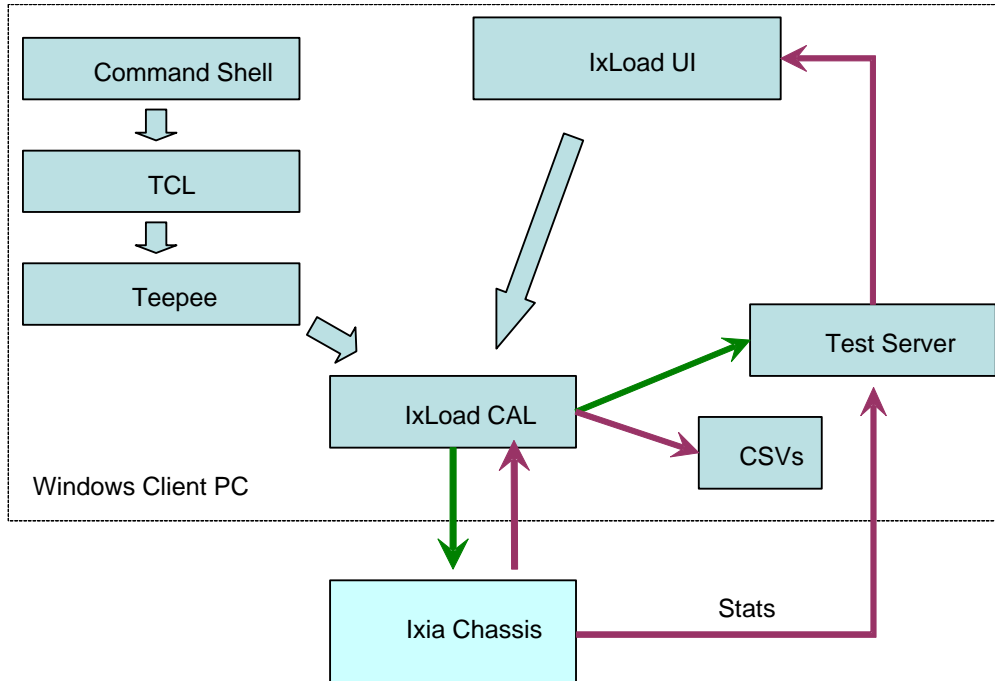 Command Shell
IxLoad UI
TCL
Teepee
Test Server
IxLoad CAL
CSVs
Windows Client PC
Ixia Chassis
Stats